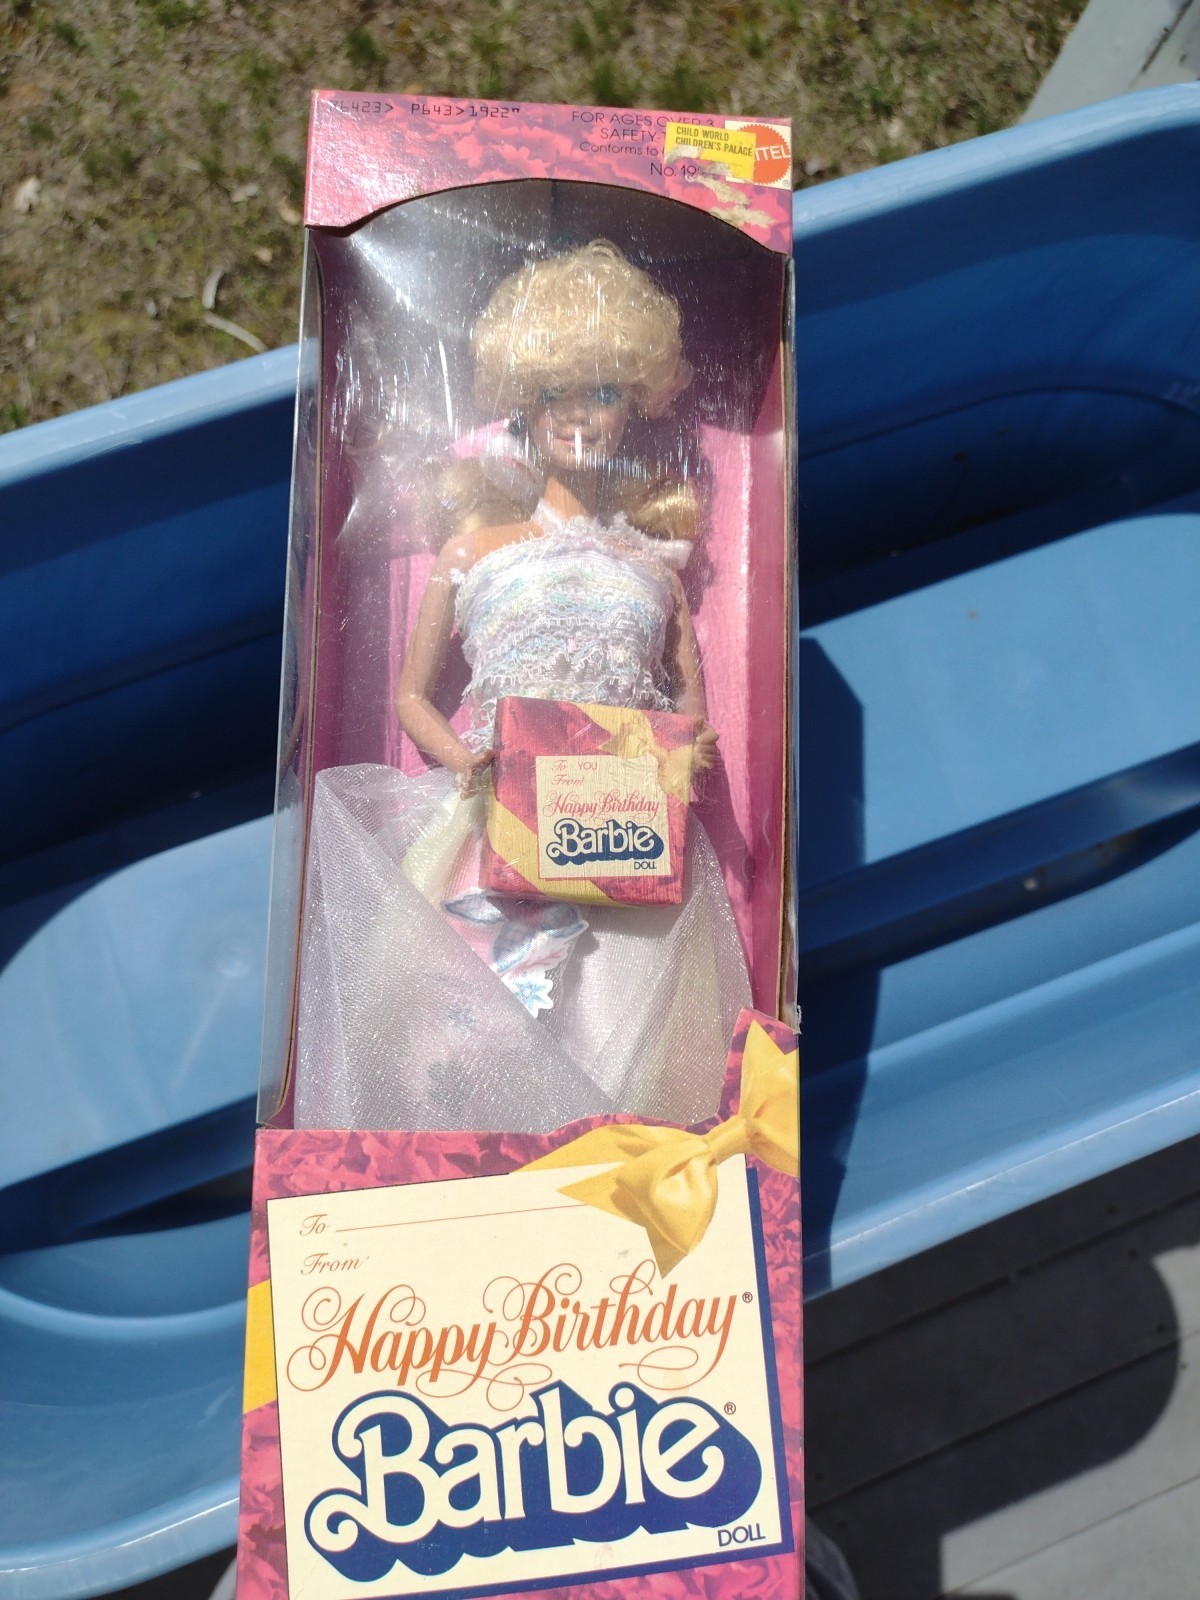 P643>1922"
FOR AGES OVER 3
SAFETY
Conforms to
No. 19
CHILD WORLD
CHILDREN'S PALACE
To YOU
From
Happy Birthday
Barbie
DOLL
To
From
Happy Birthday®
Barbie®
DOLL